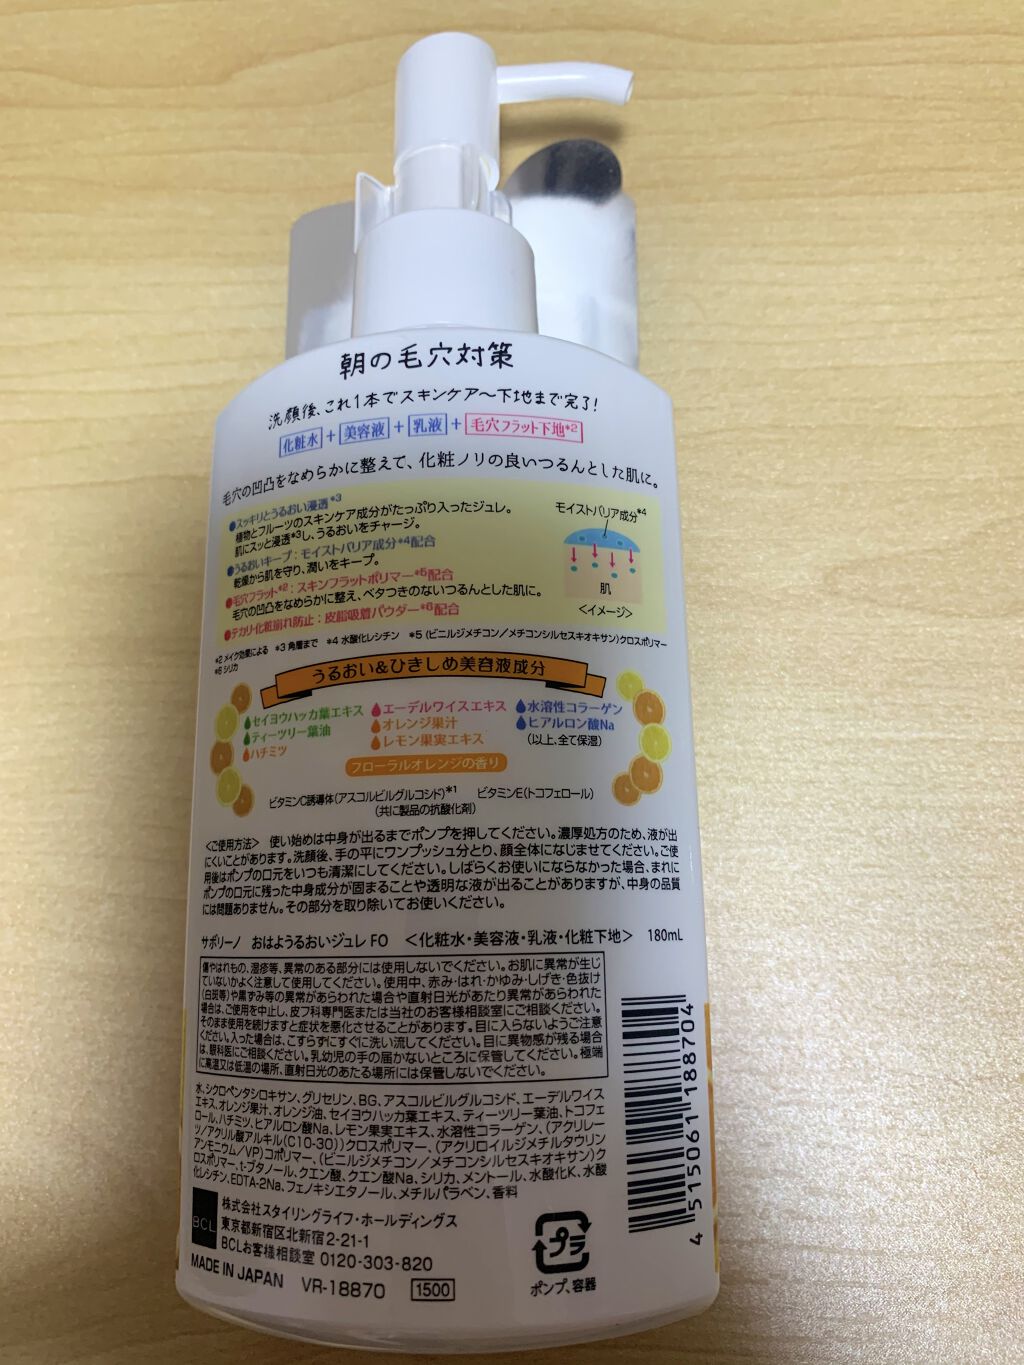 朝の毛穴対策
洗顔後、これ1本でスキンケア〜下地まで完了!
化粧水+美容液+乳液+毛穴フラット下地*2
毛穴の凹凸をなめらかに整えて、化粧ノリの良いつるんとした肌に。
●スッキリとうるおい浸透*3
植物とフルーツのスキンケア成分がたっぷり入ったジュレ。
肌にスッと浸透*3し、うるおいをチャージ。
●うるおいキープ:モイストバリア成分*4配合
乾燥から肌を守り、潤いをキープ。
●毛穴フラット*2:スキンフラットポリマー*5配合
毛穴の凹凸をなめらかに整え、ベタつきのないつるんとした肌に。
●テカリ・化粧崩れ防止:皮脂吸着パウダー*6配合
モイストバリア成分*4
肌
<イメージ>
*2 メイク効果による *3 角層まで *4 水酸化レシチン *5 (ビニルジメチコン/メチコンシルセスキオキサン)クロスポリマー
*6 シリカ
うるおい&ひきしめ美容液成分
セイヨウハッカ葉エキス エーデルワイスエキス 水溶性コラーゲン
ティーツリー葉油 オレンジ果汁 ヒアルロン酸Na
ハチミツ レモン果実エキス (以上、全て保湿)
フローラルオレンジの香り
ビタミンC誘導体(アスコルビルグルコシド)*1 ビタミンE(トコフェロール)
(共に製品の抗酸化剤)
<ご使用方法> 使い始めは中身が出るまでポンプを押してください。濃厚処方のため、液が出
にくいことがあります。洗顔後、手の平にワンプッシュ分とり、顔全体になじませてください。ご使
用後はポンプの口元をいつも清潔にしてください。しばらくお使いにならなかった場合、まれに
ポンプの口元に残った中身成分が固まることや透明な液が出ることがありますが、中身の品質
には問題ありません。その部分を取り除いてお使いください。
サボリーノ おはようるおいジュレ FO <化粧水・美容液・乳液・化粧下地> 180mL
傷やはれもの、湿疹等、異常のある部分には使用しないでください。お肌に異常が生じ
ていないかよく注意して使用してください。使用中、赤み・はれ・かゆみ・しげき・色抜け
(白斑等)や黒ずみ等の異常があらわれた場合や直射日光があたり異常があらわれた
場合は、ご使用を中止し、皮フ科専門医または当社のお客様相談室にご相談ください。
そのまま使用を続けますと症状を悪化させることがあります。目に入らないようご注意
ください。入った場合は、こすらずにすぐに洗い流してください。目に異物感が残る場合
は、眼科医にご相談ください。乳幼児の手の届かないところに保管してください。極端
に高温又は低温の場所、直射日光のあたる場所には保管しないでください。
水、シクロペンタシロキサン、グリセリン、BG、アスコルビルグルコシド、エーデルワイス
エキス、オレンジ果汁、オレンジ油、セイヨウハッカ葉エキス、ティーツリー葉油、トコフェ
ロール、ハチミツ、ヒアルロン酸Na、レモン果実エキス、水溶性コラーゲン、(アクリレー
ツ/アクリル酸アルキル(C10-30))クロスポリマー、(アクリロイルジメチルタウリン
アンモニウム/VP)コポリマー、(ビニルジメチコン/メチコンシルセスキオキサン)ク
ロスポリマー、t-ブタノール、クエン酸、クエン酸Na、シリカ、メントール、水酸化K、水酸
化レシチン、EDTA-2Na、フェノキシエタノール、メチルパラベン、香料
BCL
株式会社スタイリングライフ・ホールディングス
東京都新宿区北新宿2-21-1
BCLお客様相談室 0120-303-820
MADE IN JAPAN VR-18870 1500
プラ
ポンプ、容器
4 515061 188704